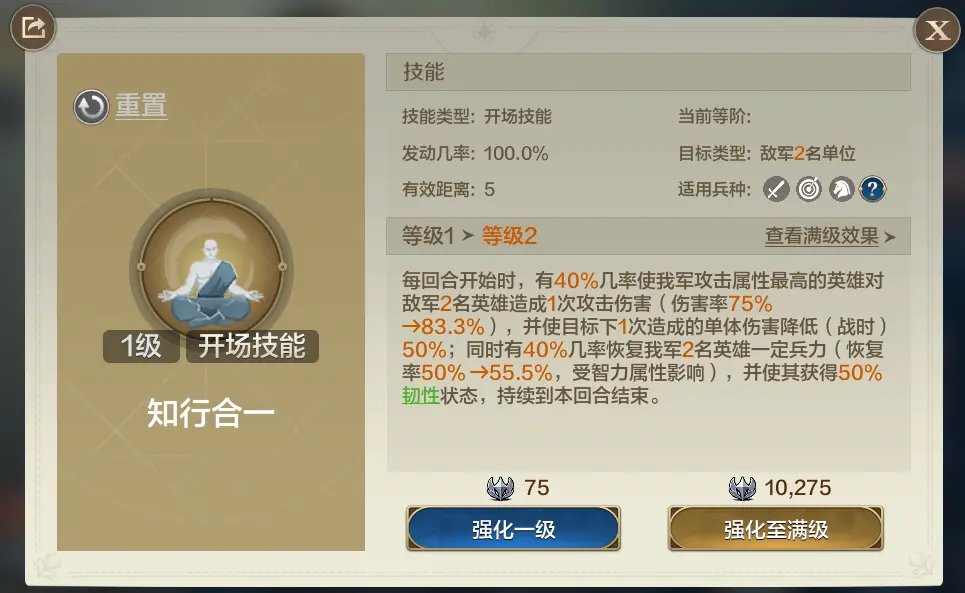 重置
1级 开场技能
知行合一
技能
技能类型: 开场技能 当前等阶:
发动几率: 100.0% 目标类型: 敌军2名单位
有效距离: 5 适用兵种: ?
等级1 ➤ 等级2 查看满级效果 ➤
每回合开始时，有40%几率使我军攻击属性最高的英雄对
敌军2名英雄造成1次攻击伤害（伤害率75%
→83.3%），并使目标下1次造成的单体伤害降低（战时）
50%；同时有40%几率恢复我军2名英雄一定兵力（恢复
率50%→55.5%，受智力属性影响），并使其获得50%
韧性状态，持续到本回合结束。
75 10,275
强化一级 强化至满级
X